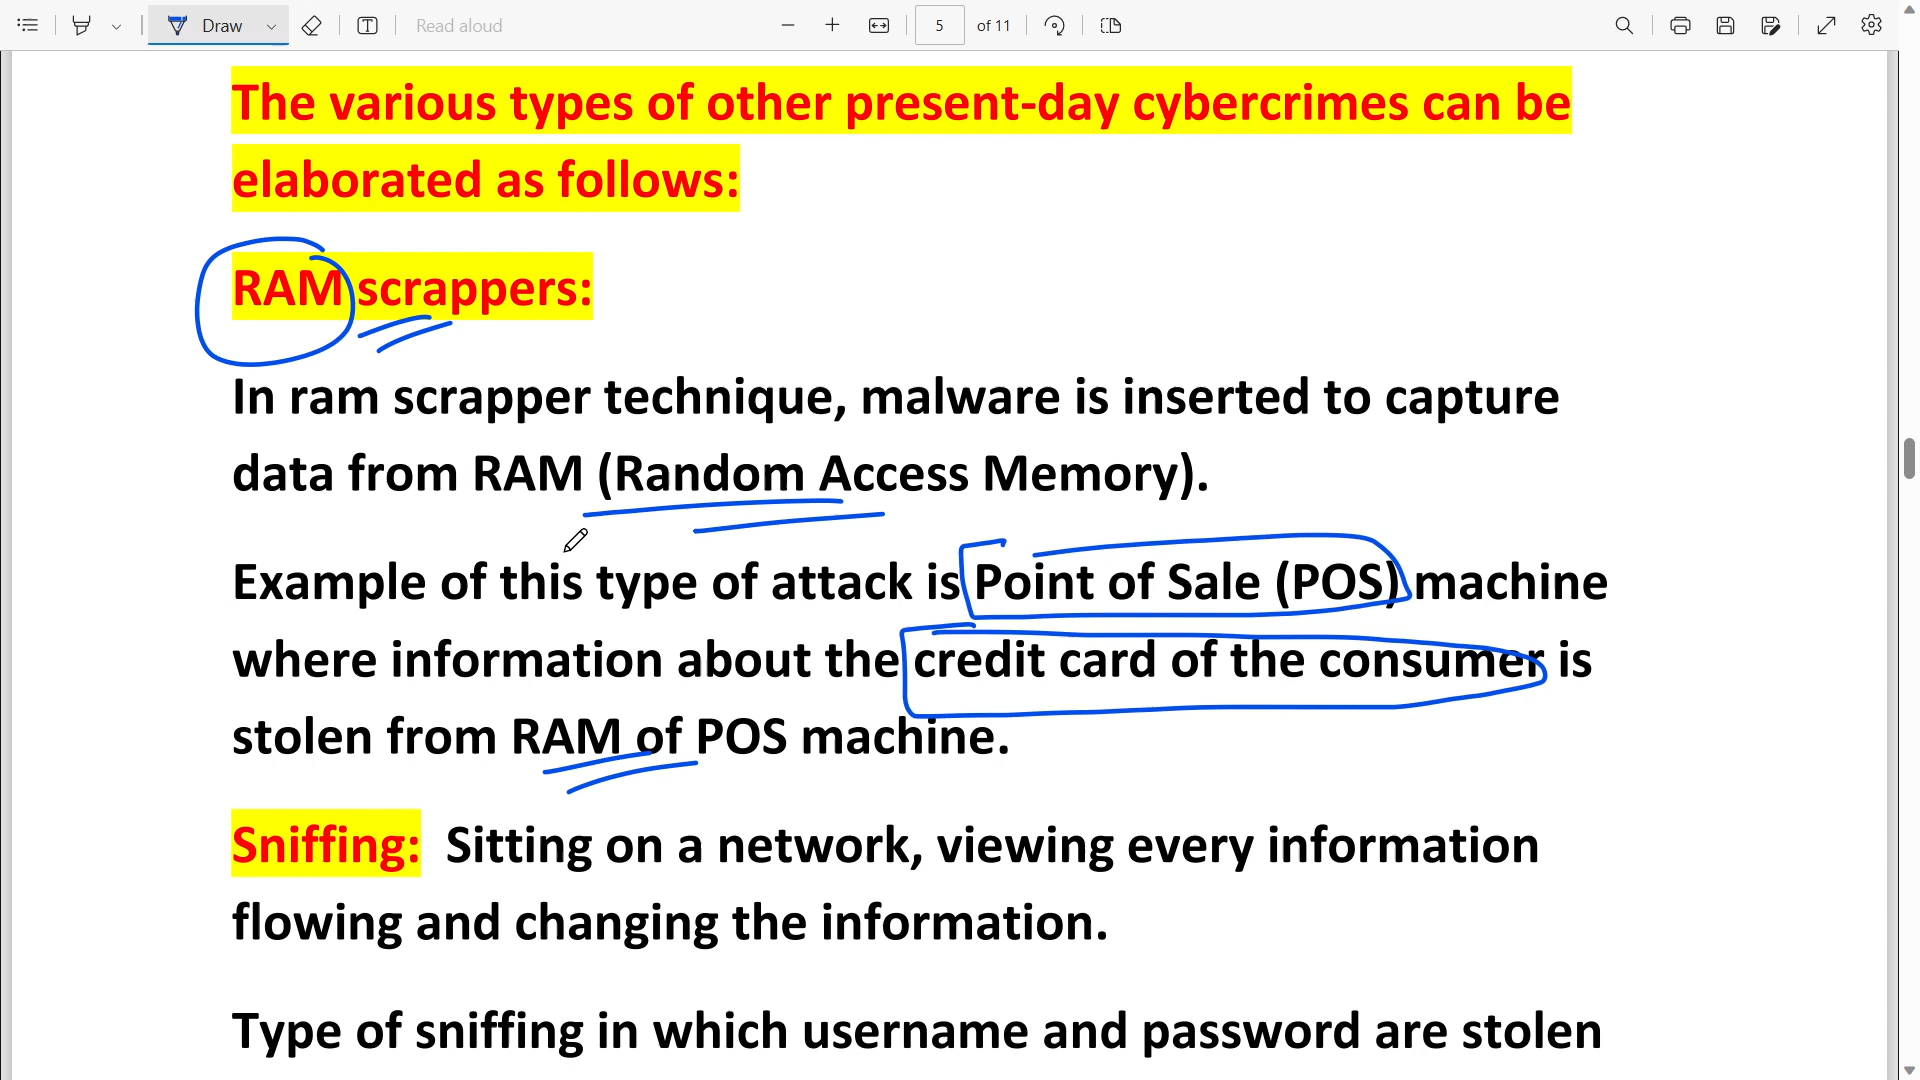 Draw
Read aloud
5 of 11
The various types of other present-day cybercrimes can be
elaborated as follows:
RAM scrappers:
In ram scrapper technique, malware is inserted to capture
data from RAM (Random Access Memory).
Example of this type of attack is Point of Sale (POS) machine
where information about the credit card of the consumer is
stolen from RAM of POS machine.
Sniffing: Sitting on a network, viewing every information
flowing and changing the information.
Type of sniffing in which username and password are stolen